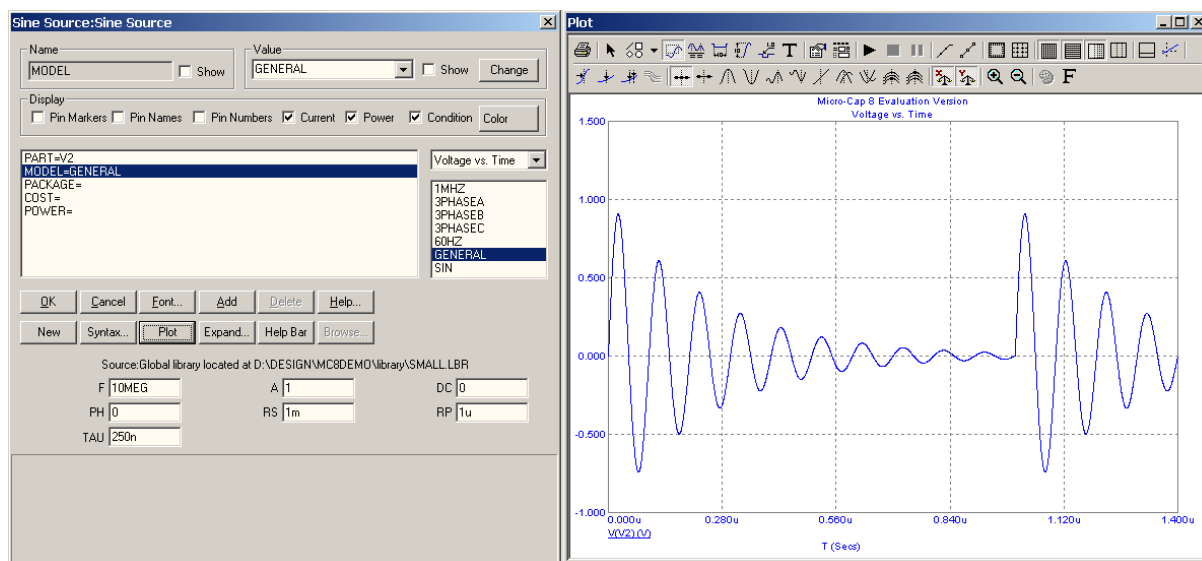 Sine Source:Sine Source
Name
MODEL
Show
Value
GENERAL
Show
Change
Display
Pin Markers
Pin Names
Pin Numbers
Current
Power
Condition
Color
PART=V2
MODEL=GENERAL
PACKAGE=
COST=
POWER=
Voltage vs. Time
1MHZ
3PHASEA
3PHASEB
3PHASEC
60HZ
GENERAL
SIN
OK
Cancel
Font...
Add
Delete
Help...
New
Syntax...
Plot
Expand...
Help Bar
Browse...
Source:Global library located at D:\DESIGN\MC8DEMO\library\SMALL.LBR
F 10MEG
A 1
DC 0
PH 0
RS 1m
RP 1u
TAU 250n
Plot
T
F
Micro-Cap 8 Evaluation Version
Voltage vs. Time
1.500
1.000
0.500
0.000
-0.500
-1.000
0.000u
0.280u
0.560u
0.840u
1.120u
1.400u
V(V2) (V)
T (Secs)